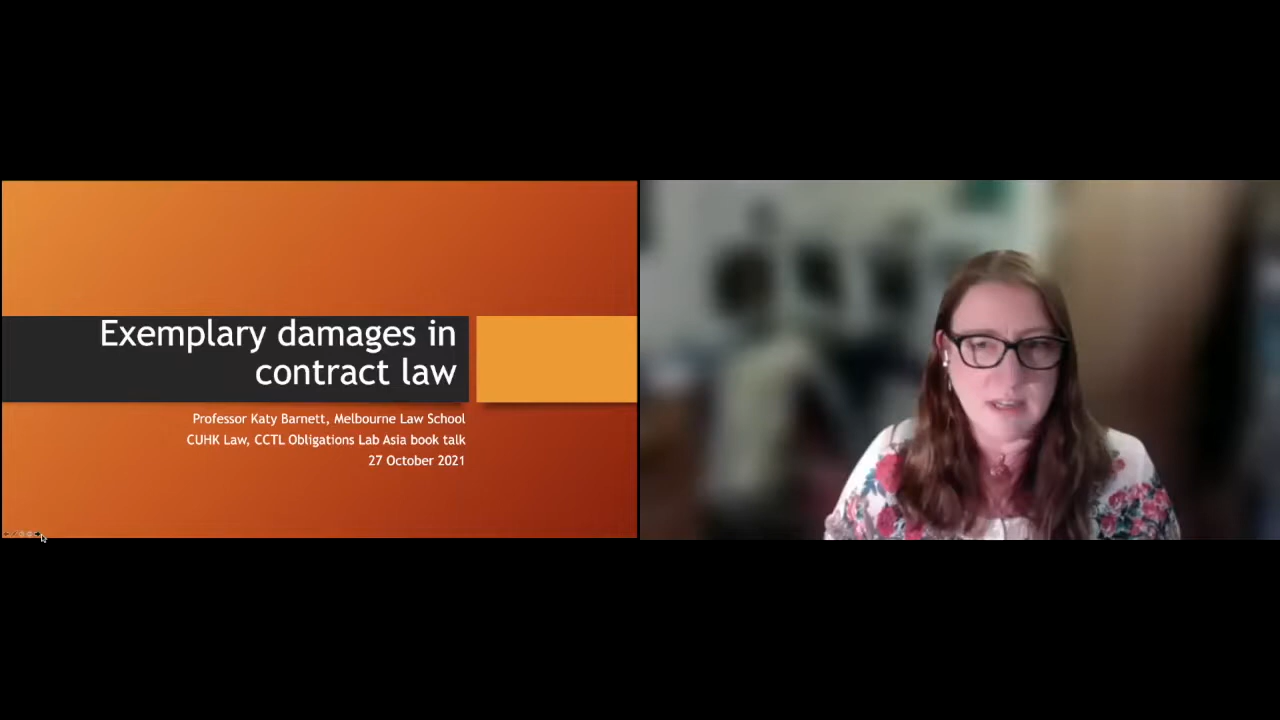 Exemplary damages in
contract law
Professor Katy Barnett, Melbourne Law School
CUHK Law, CCTL Obligations Lab Asia book talk
27 October 2021